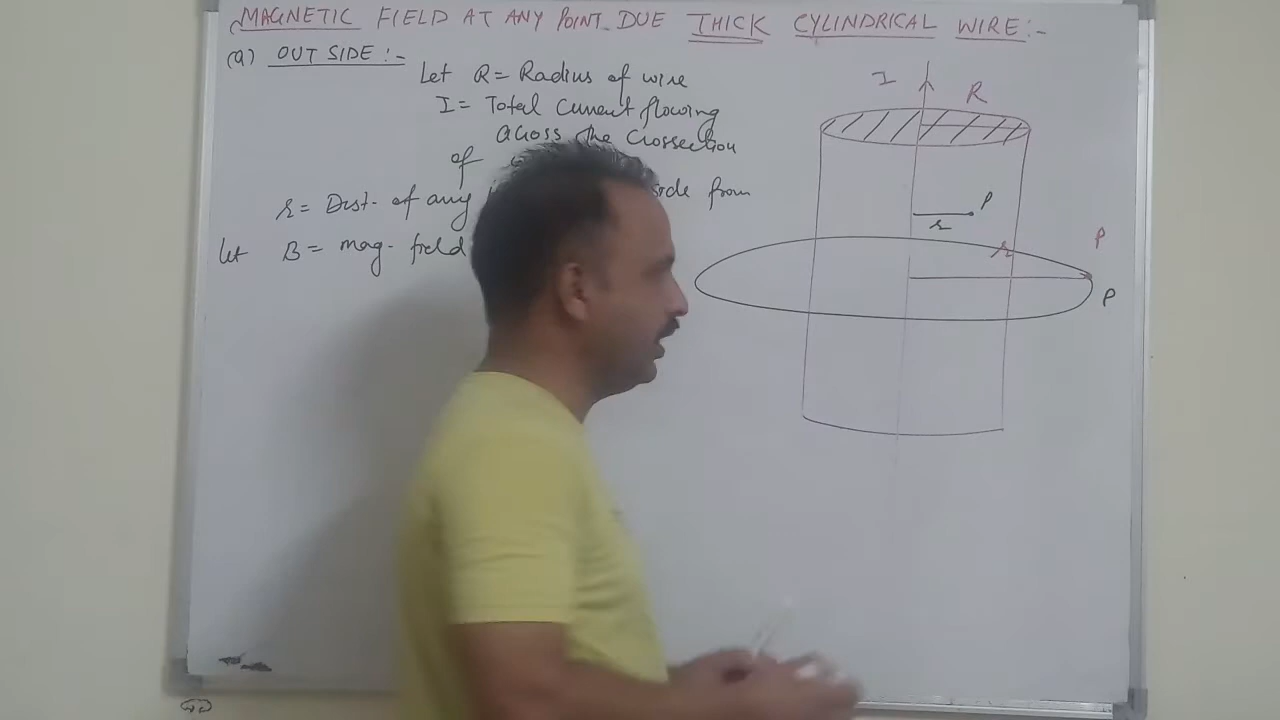 MAGNETIC FIELD AT ANY POINT DUE THICK CYLINDRICAL WIRE :-
(a) OUT SIDE :-
Let R = Radius of wire
I = Total Current flowing
across the Crossection
of
r = Dist. of any side from
let B = mag. field
I
R
P
r
r
P
P